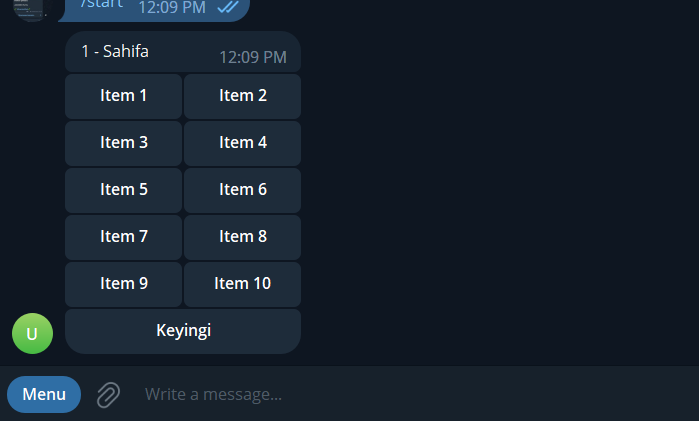 /start 12:09 PM
1 - Sahifa 12:09 PM
Item 1 Item 2
Item 3 Item 4
Item 5 Item 6
Item 7 Item 8
Item 9 Item 10
Keyingi
U
Menu Write a message...